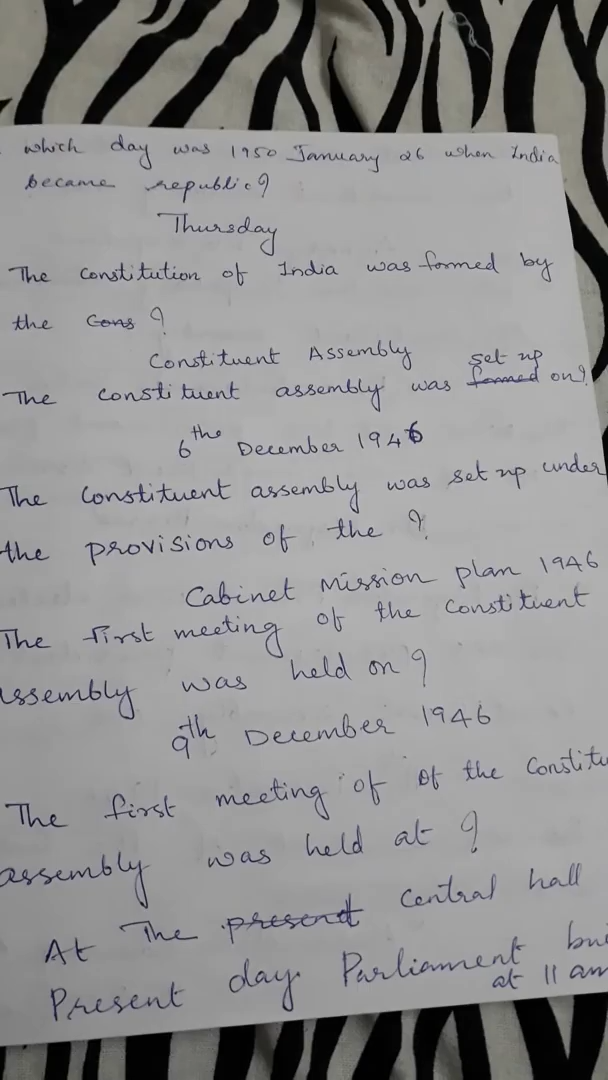 which day was 1950 January 26 when India
became republic?
Thursday
The constitution of India was formed by
the Cons ?
Constituent Assembly
The constituent assembly was formed set up on?
6the December 1946
The constituent assembly was set up under
the provisions of the ?
Cabinet Mission plan 1946
The first meeting of the constituent
assembly was held on ?
9th December 1946
The first meeting of of the constitu
assembly was held at ?
At The present central hall
Present day Parliament bui
at 11 am